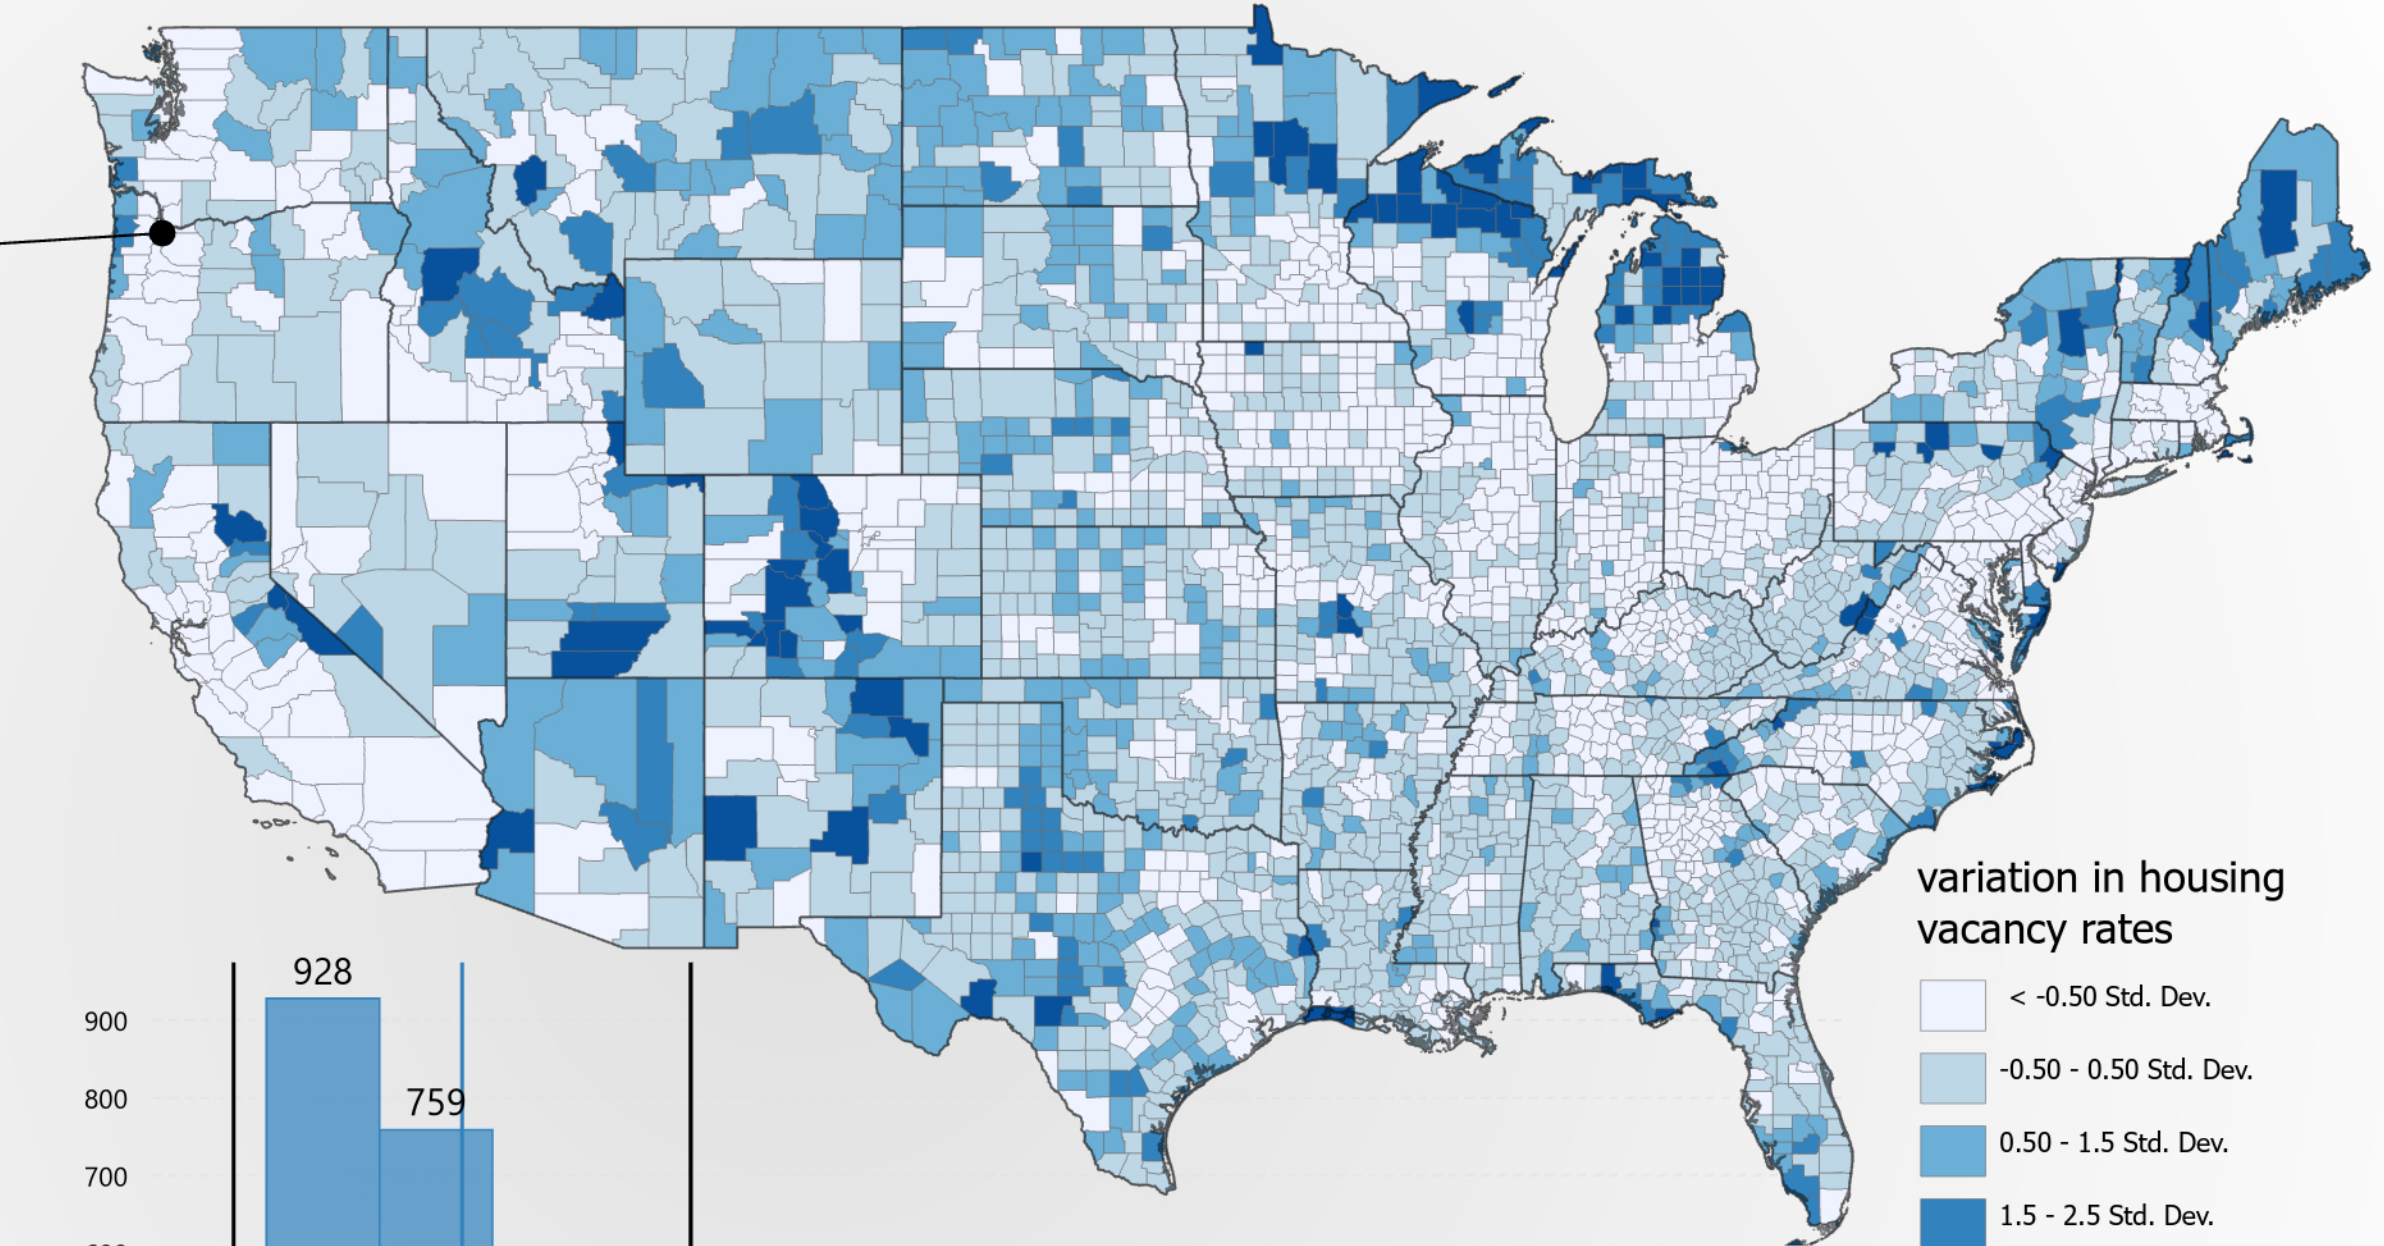 928
759
900
800
700
variation in housing
vacancy rates
< -0.50 Std. Dev.
-0.50 - 0.50 Std. Dev.
0.50 - 1.5 Std. Dev.
1.5 - 2.5 Std. Dev.